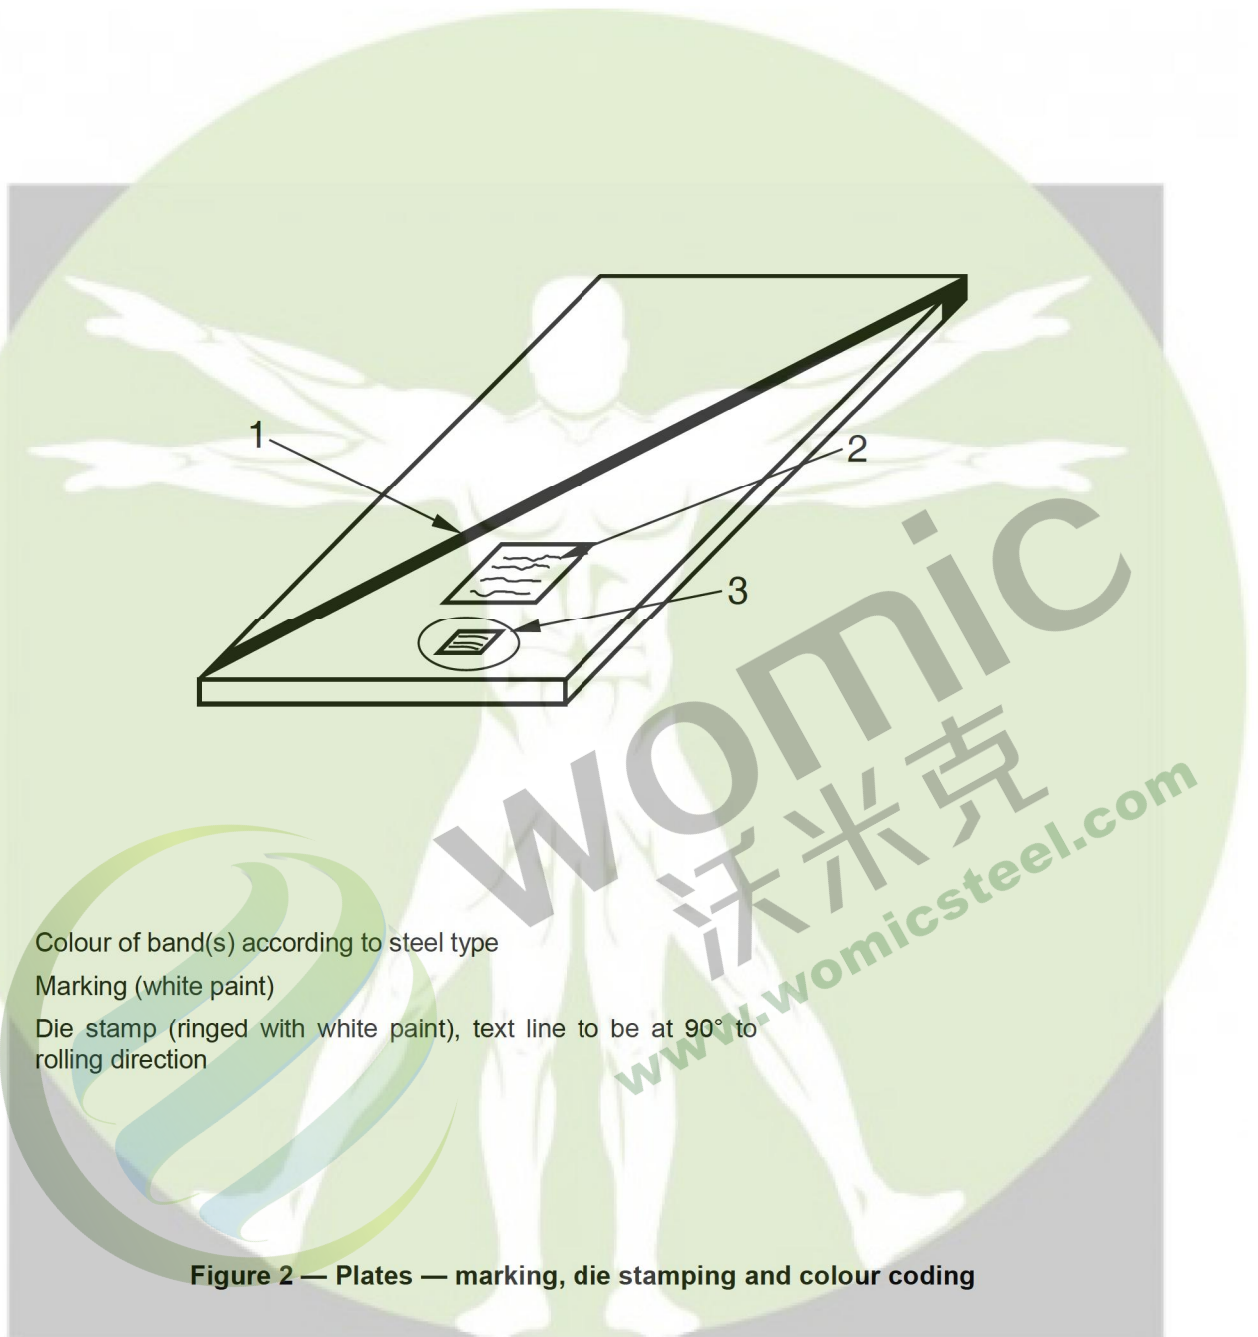 1
2
3
womic
沃米克
www.womicsteel.com
Colour of band(s) according to steel type
Marking (white paint)
Die stamp (ringed with white paint), text line to be at 90° to
rolling direction
Figure 2 — Plates — marking, die stamping and colour coding